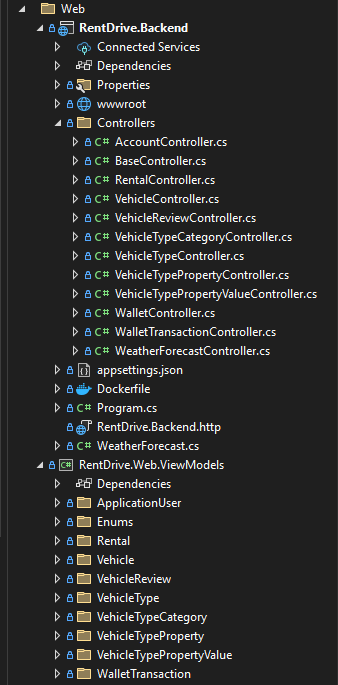 Web
RentDrive.Backend
Connected Services
Dependencies
Properties
wwwroot
Controllers
C# AccountController.cs
C# BaseController.cs
C# RentalController.cs
C# VehicleController.cs
C# VehicleReviewController.cs
C# VehicleTypeCategoryController.cs
C# VehicleTypeController.cs
C# VehicleTypePropertyController.cs
C# VehicleTypePropertyValueController.cs
C# WalletController.cs
C# WalletTransactionController.cs
C# WeatherForecastController.cs
appsettings.json
Dockerfile
C# Program.cs
RentDrive.Backend.http
C# WeatherForecast.cs
C# RentDrive.Web.ViewModels
Dependencies
ApplicationUser
Enums
Rental
Vehicle
VehicleReview
VehicleType
VehicleTypeCategory
VehicleTypeProperty
VehicleTypePropertyValue
WalletTransaction